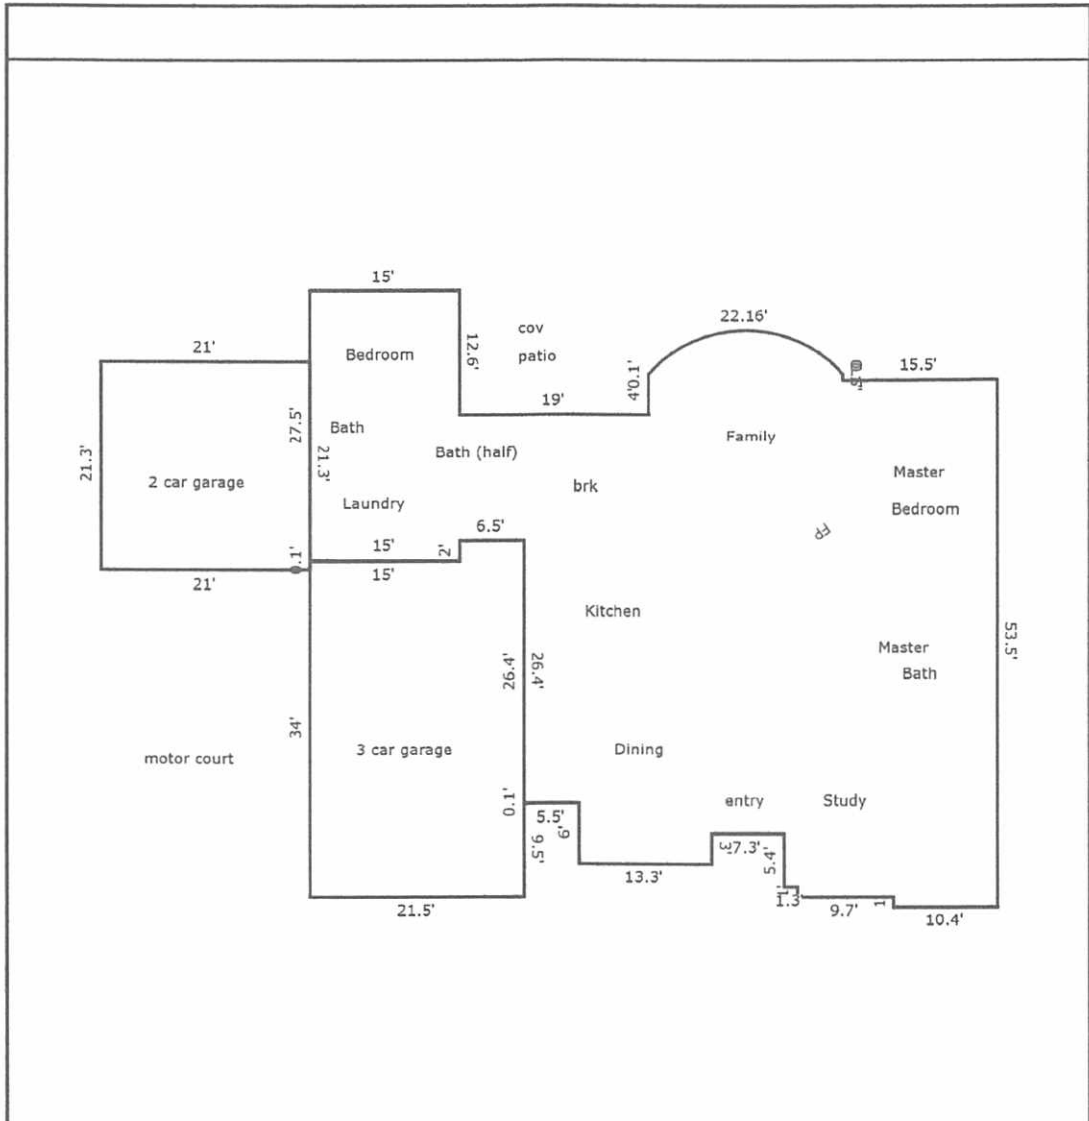 15'
22.16'
cov
patio
21'
Bedroom
12.6'
15.5'
4'0.1'
19'
27.5'
Bath
Family
Bath (half)
21.3'
21.3'
2 car garage
brk
Master
Bedroom
Laundry
6.5'
FP
15'
2'
.1'
21'
15'
Kitchen
53.5'
Master
Bath
26.4'
26.4'
34'
motor court
3 car garage
Dining
0.1'
entry
Study
5.5'
6'
9.5'
3'
7.3'
5.4'
13.3'
1'
1.3'
9.7'
1'
21.5'
10.4'